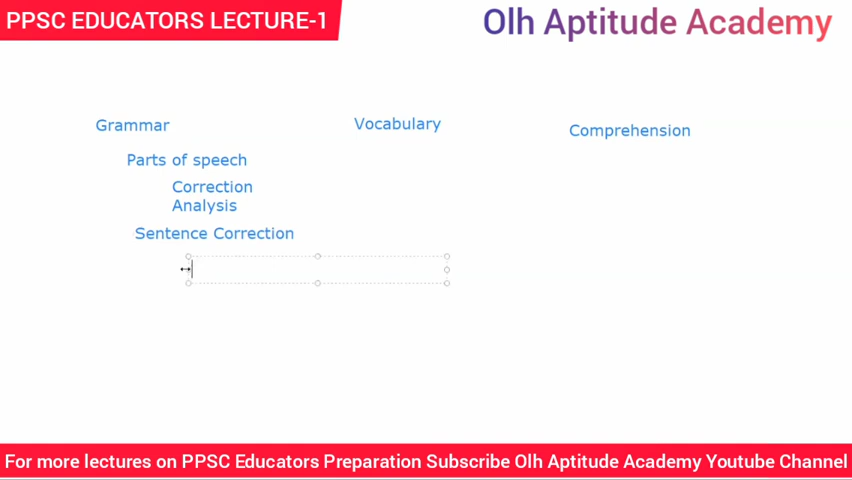 PPSC EDUCATORS LECTURE-1
Olh Aptitude Academy
Grammar
Vocabulary
Comprehension
Parts of speech
Correction
Analysis
Sentence Correction
For more lectures on PPSC Educators Preparation Subscribe Olh Aptitude Academy Youtube Channel